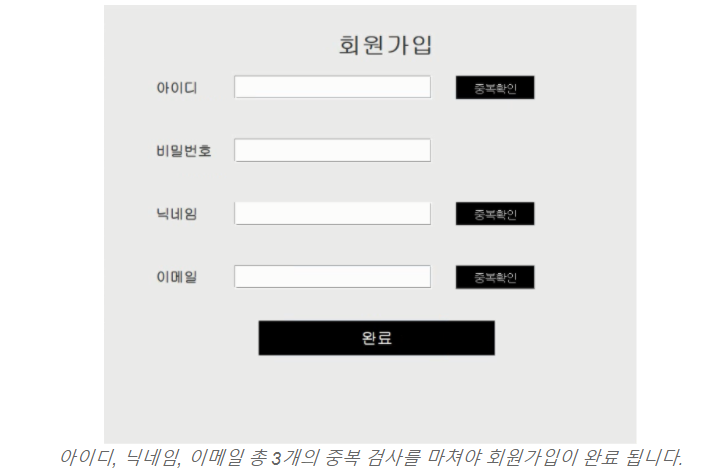 회원가입
아이디 중복확인
비밀번호
닉네임 중복확인
이메일 중복확인
완료
아이디, 닉네임, 이메일 총 3개의 중복 검사를 마쳐야 회원가입이 완료 됩니다.